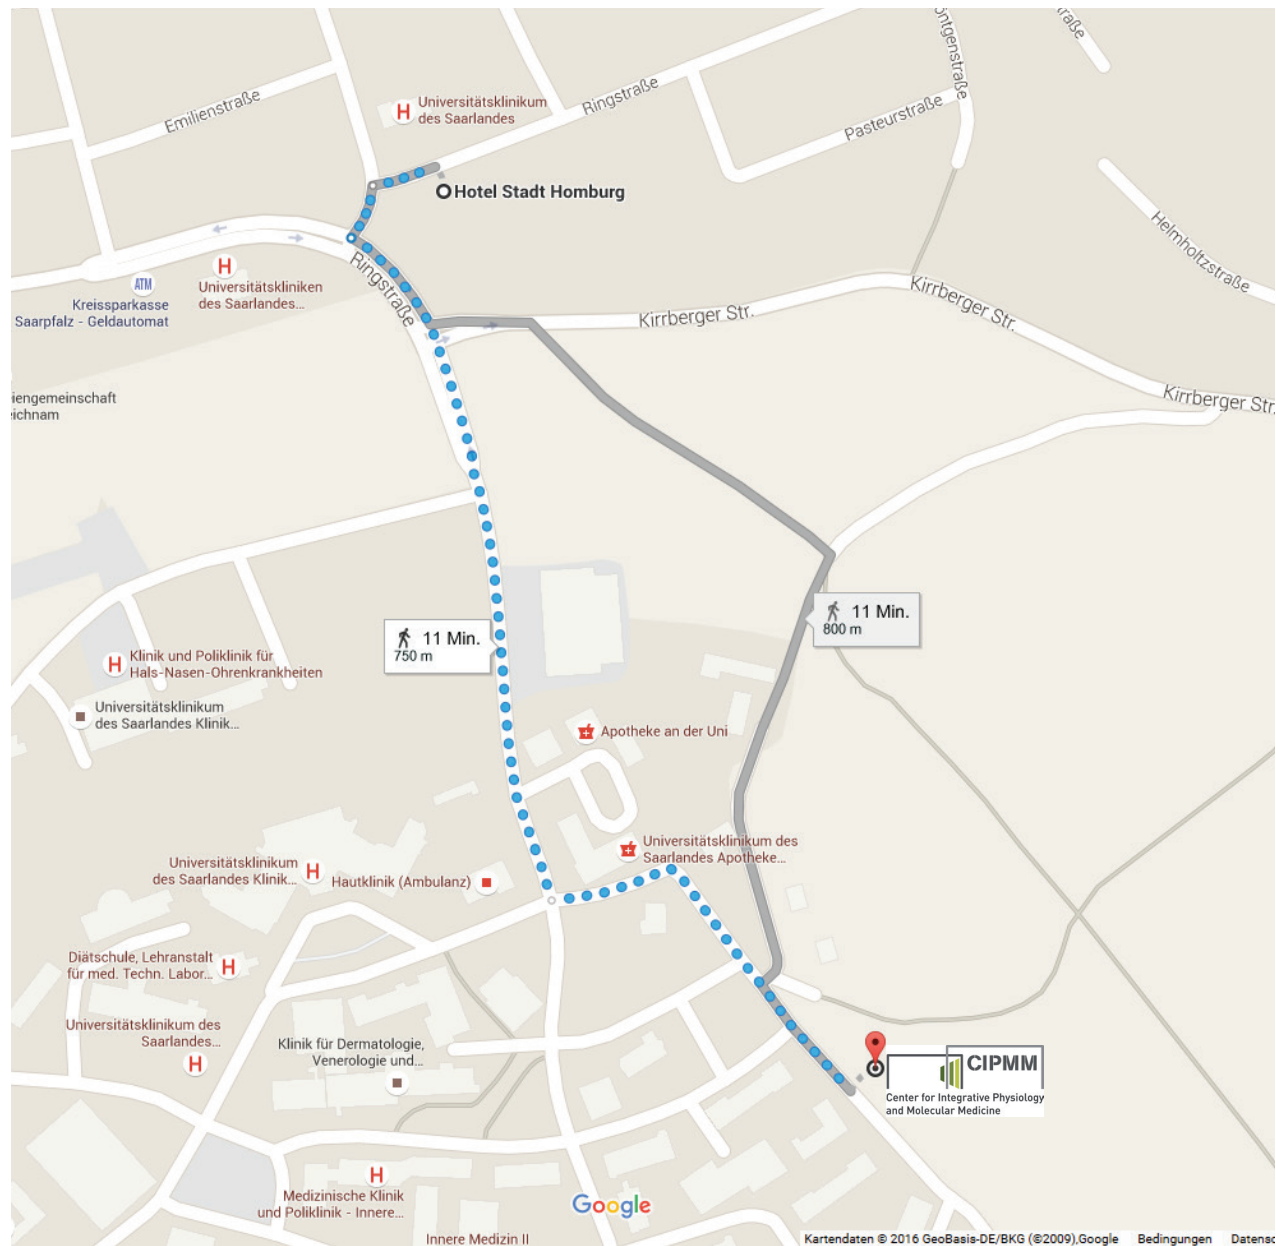 öntgenstraße
raße
Universitätsklinikum
des Saarlandes
Ringstraße
Emilienstraße
Pasteurstraße
Hotel Stadt Homburg
Helmholtzstraße
Ringstraße
Universitätskliniken
des Saarlandes...
ATM
Kreissparkasse
Saarpfalz - Geldautomat
Kirrberger Str.
Kirrberger Str.
Kirrberger Str.
iengemeinschaft
eichnam
11 Min.
800 m
11 Min.
750 m
Klinik und Poliklinik für
Hals-Nasen-Ohrenkrankheiten
Universitätsklinikum
des Saarlandes Klinik...
Apotheke an der Uni
Universitätsklinikum des
Saarlandes Apotheke...
Universitätsklinikum
des Saarlandes Klinik...
Hautklinik (Ambulanz)
Diätschule, Lehranstalt
für med. Techn. Labor...
Universitätsklinikum des
Saarlandes...
Klinik für Dermatologie,
Venerologie und...
CIPMM
Center for Integrative Physiology
and Molecular Medicine
Medizinische Klinik
und Poliklinik - Innere...
Google
Innere Medizin II
Kartendaten © 2016 GeoBasis-DE/BKG (©2009),Google Bedingungen Datensc